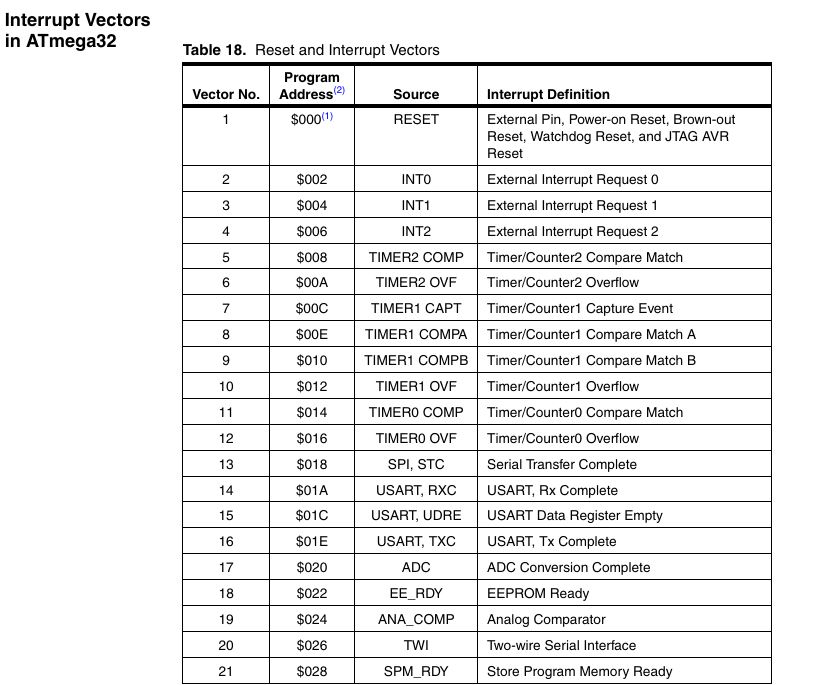 Interrupt Vectors
in ATmega32
Table 18. Reset and Interrupt Vectors
Vector No. Program Address(2) Source Interrupt Definition
1 $000(1) RESET External Pin, Power-on Reset, Brown-out
Reset, Watchdog Reset, and JTAG AVR
Reset
2 $002 INT0 External Interrupt Request 0
3 $004 INT1 External Interrupt Request 1
4 $006 INT2 External Interrupt Request 2
5 $008 TIMER2 COMP Timer/Counter2 Compare Match
6 $00A TIMER2 OVF Timer/Counter2 Overflow
7 $00C TIMER1 CAPT Timer/Counter1 Capture Event
8 $00E TIMER1 COMPA Timer/Counter1 Compare Match A
9 $010 TIMER1 COMPB Timer/Counter1 Compare Match B
10 $012 TIMER1 OVF Timer/Counter1 Overflow
11 $014 TIMER0 COMP Timer/Counter0 Compare Match
12 $016 TIMER0 OVF Timer/Counter0 Overflow
13 $018 SPI, STC Serial Transfer Complete
14 $01A USART, RXC USART, Rx Complete
15 $01C USART, UDRE USART Data Register Empty
16 $01E USART, TXC USART, Tx Complete
17 $020 ADC ADC Conversion Complete
18 $022 EE_RDY EEPROM Ready
19 $024 ANA_COMP Analog Comparator
20 $026 TWI Two-wire Serial Interface
21 $028 SPM_RDY Store Program Memory Ready